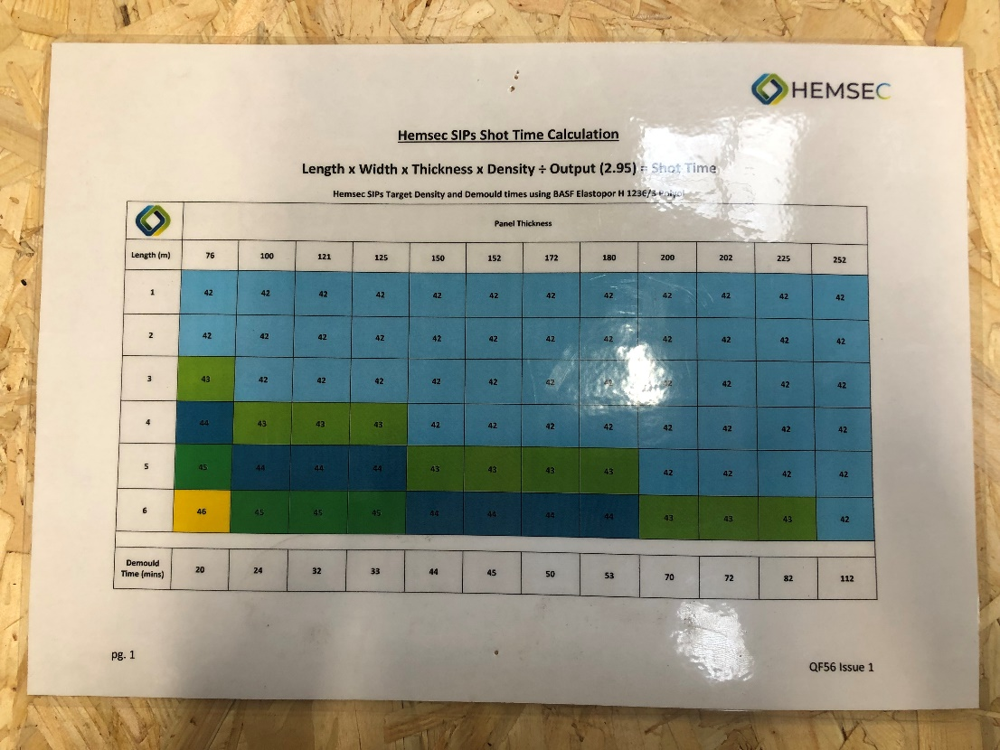 HEMSEC
Hemsec SIPs Shot Time Calculation
Length x Width x Thickness x Density ÷ Output (2.95) = Shot Time
Hemsec SIPs Target Density and Demould times using BASF Elastopor H 1236/3 Polyol
Panel Thickness
Length (m) 76 100 121 125 150 152 172 180 200 202 225 252
1 42 42 42 42 42 42 42 42 42 42 42 42
2 42 42 42 42 42 42 42 42 42 42 42 42
3 43 42 42 42 42 42 42 42 42 42 42 42
4 44 43 43 43 42 42 42 42 42 42 42 42
5 45 44 44 44 43 43 43 43 42 42 42 42
6 46 45 45 45 44 44 44 44 43 43 43 42
Demould
Time (mins) 20 24 32 33 44 45 50 53 70 72 82 112
pg. 1
QF56 Issue 1